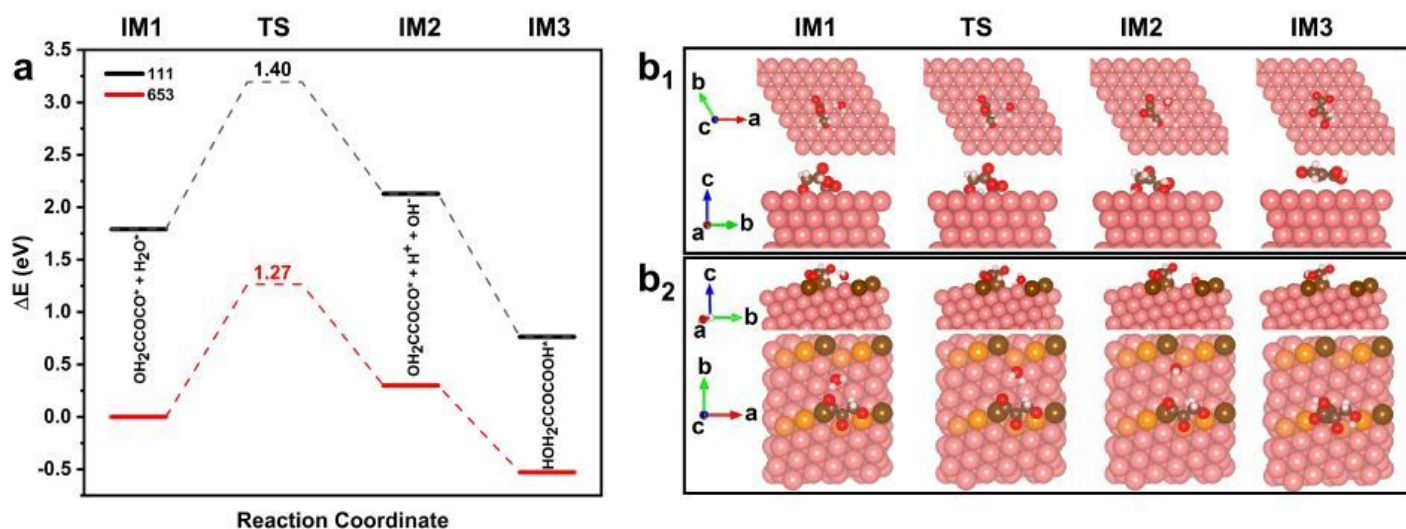 IM1 TS IM2 IM3
a
3.5
3.0
2.5
2.0
1.5
1.0
0.5
0.0
-0.5
ΔE (eV)
111
653
1.40
1.27
OH₂CCCOCO* + H₂O*
OH₂CCCOCO* + H⁺ + OH⁻
HOH₂CCOCOOH*
Reaction Coordinate
IM1 TS IM2 IM3
b₁
b
c
a
c
a
b
b₂
c
a
b
b
c
a